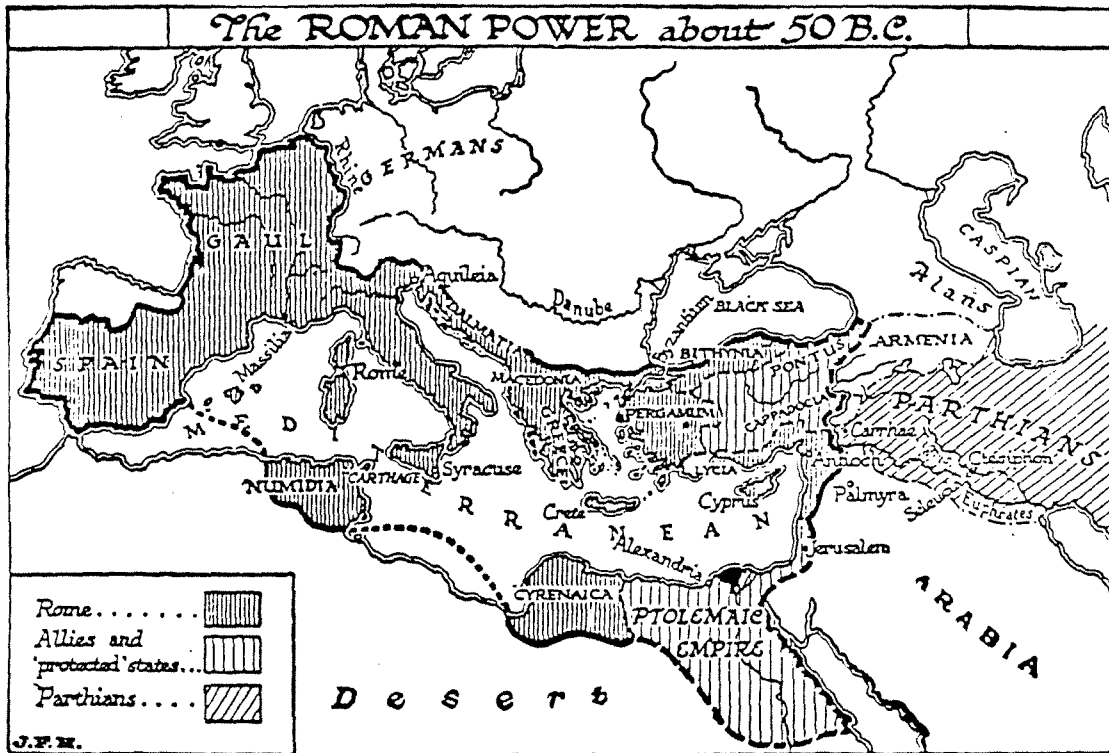 The ROMAN POWER about 50 B.C.
Rhine
GERMANS
GAUL
Aquileia
Danube
DALMATIA
BLACK SEA
CASPIAN
Alans
SPAIN
Massilia
Rome
MACEDONIA
BITHYNIA
PONTUS
ARMENIA
PERGAMUM
CAPPADOCIA
PARTHIANS
GREECE
Carrhae
MEDITERRANEAN
NUMIDIA
CARTHAGE
Syracuse
LYCIA
Antioch
Ctesiphon
Crete
Cyprus
Palmyra
Euphrates
Alexandria
Jerusalem
CYRENAICA
PTOLEMAIC
EMPIRE
ARABIA
Desert
Rome.......
Allies and
'protected' states...
Parthians....
J.F.H.